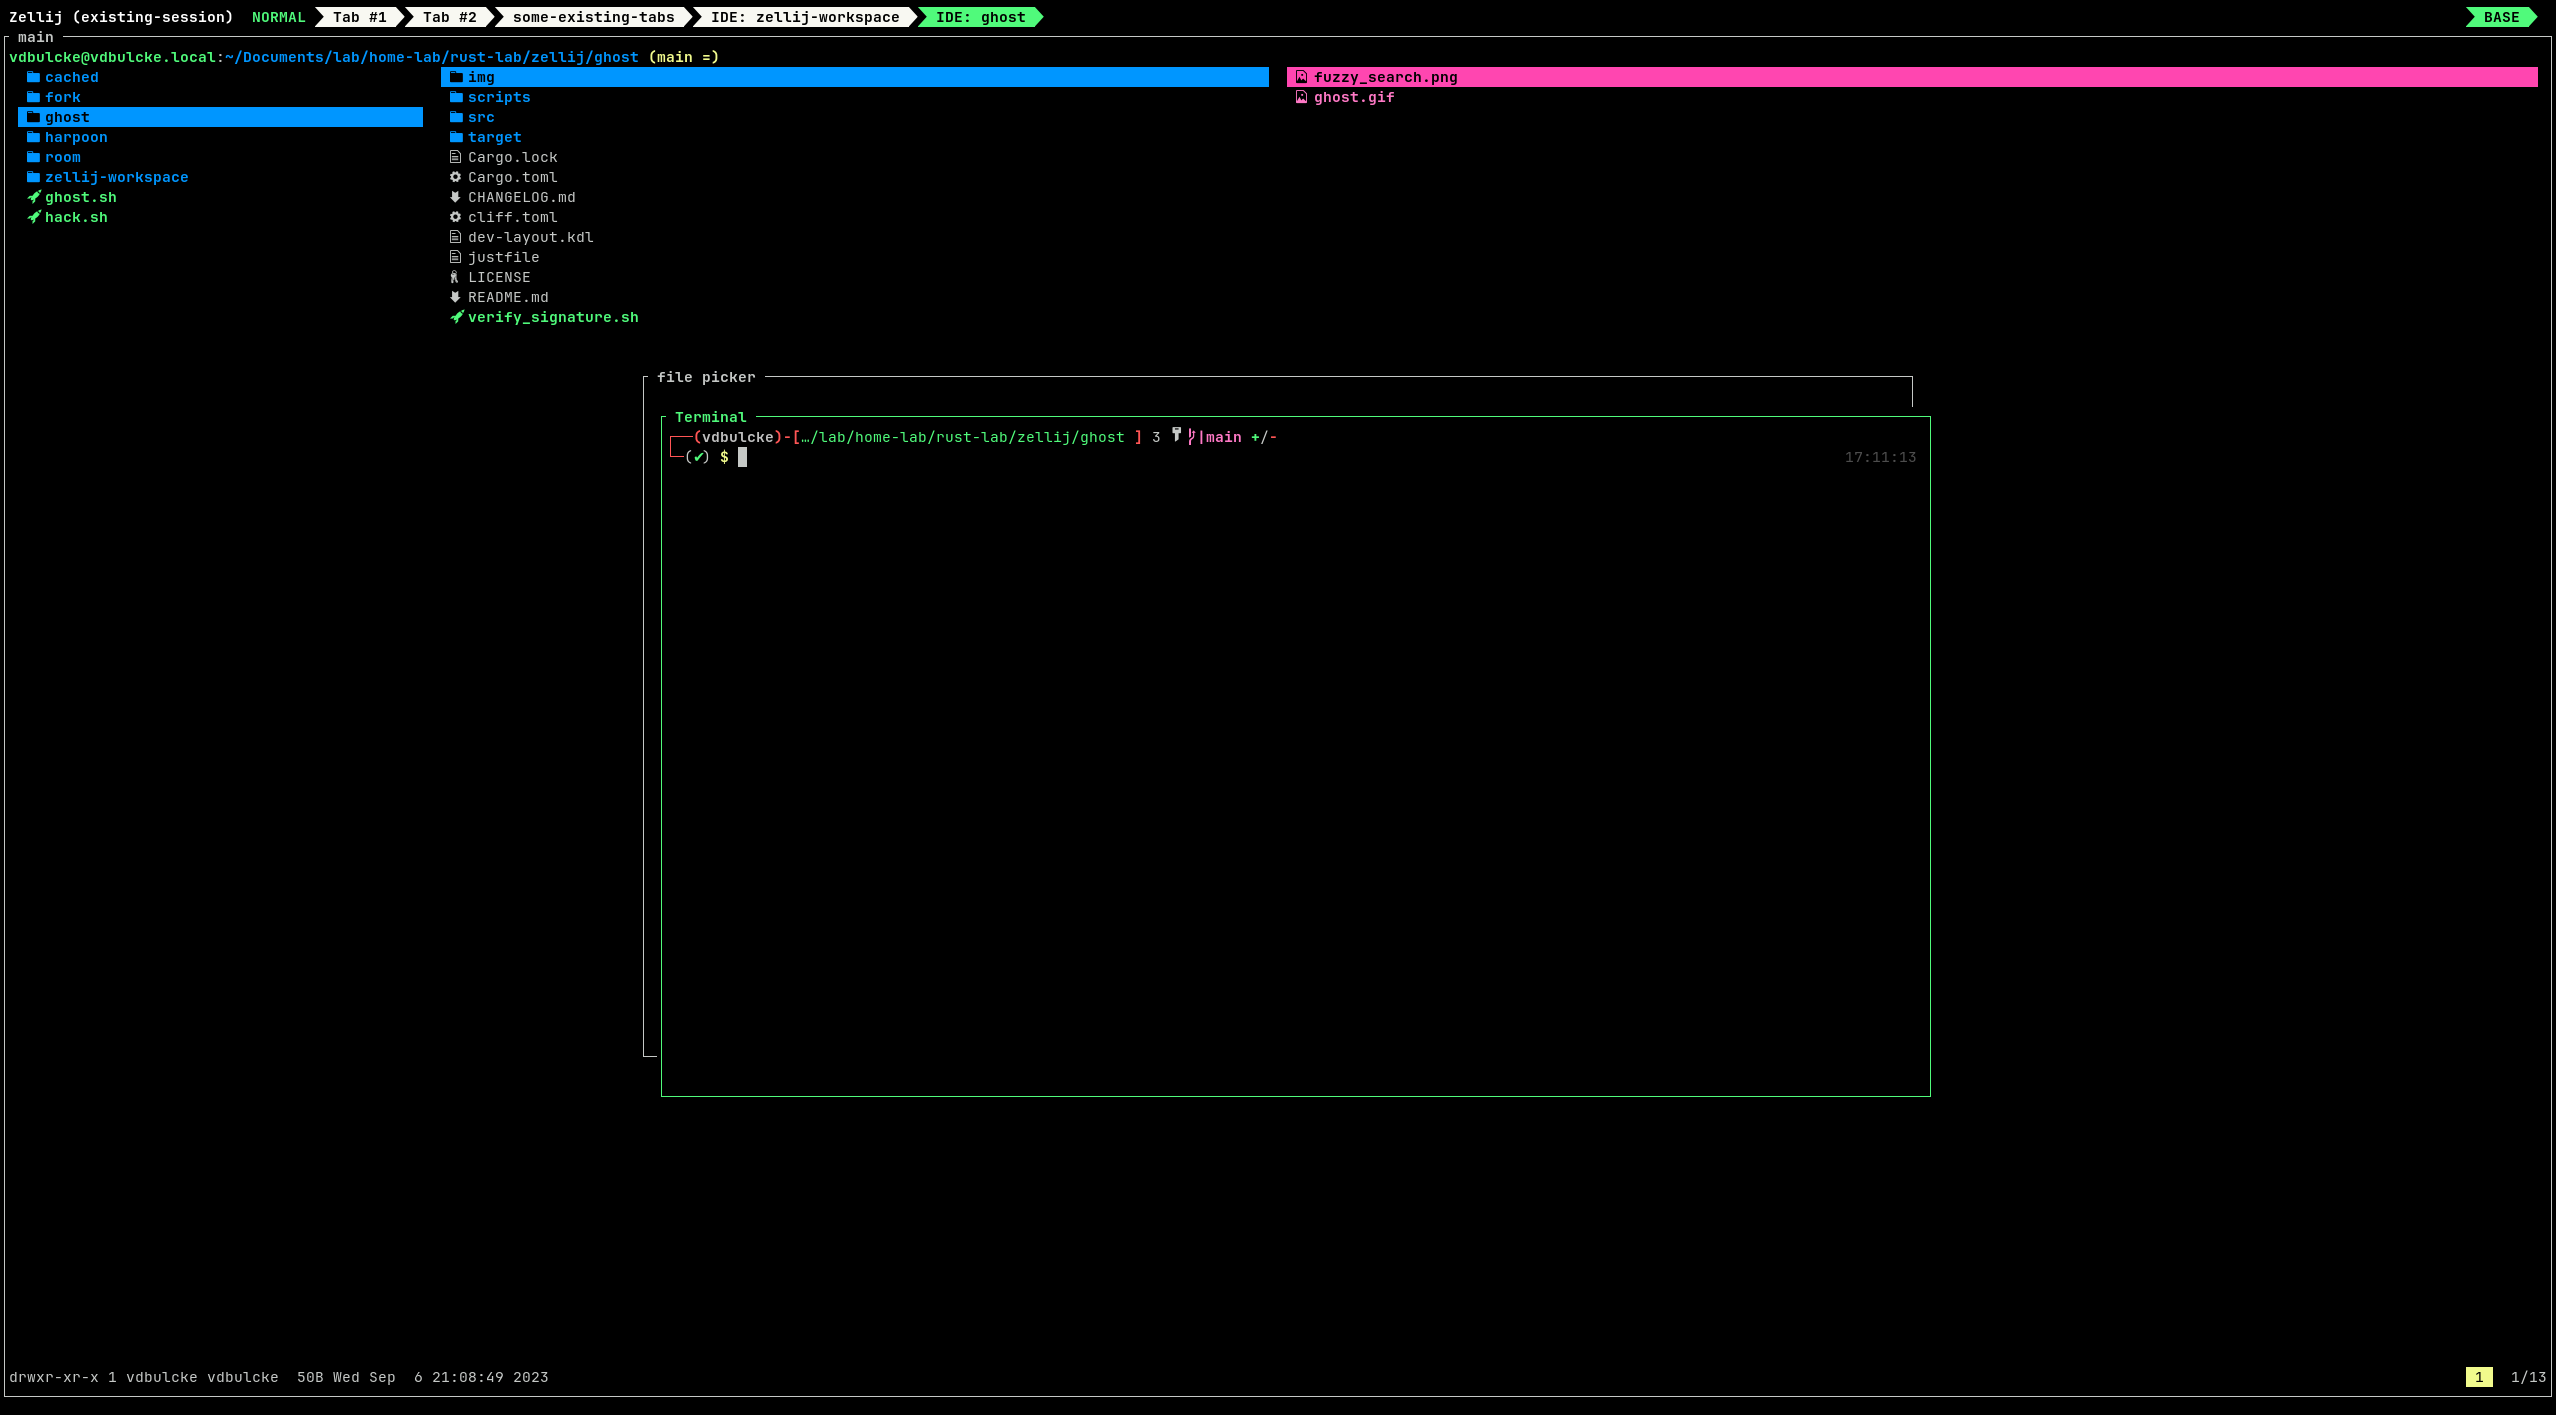 Zellij (existing-session) NORMAL Tab #1 Tab #2 some-existing-tabs IDE: zellij-workspace IDE: ghost BASE
main
vdbulcke@vdbulcke.local:~/Documents/lab/home-lab/rust-lab/zellij/ghost (main =)
cached img fuzzy_search.png
fork scripts ghost.gif
ghost src
harpoon target
room Cargo.lock
zellij-workspace Cargo.toml
ghost.sh CHANGELOG.md
hack.sh cliff.toml
dev-layout.kdl
justfile
LICENSE
README.md
verify_signature.sh
file picker
Terminal
(vdbulcke)-[…/lab/home-lab/rust-lab/zellij/ghost ] 3 |main +/-
(✔) $ 17:11:13
drwxr-xr-x 1 vdbulcke vdbulcke 50B Wed Sep 6 21:08:49 2023 1 1/13